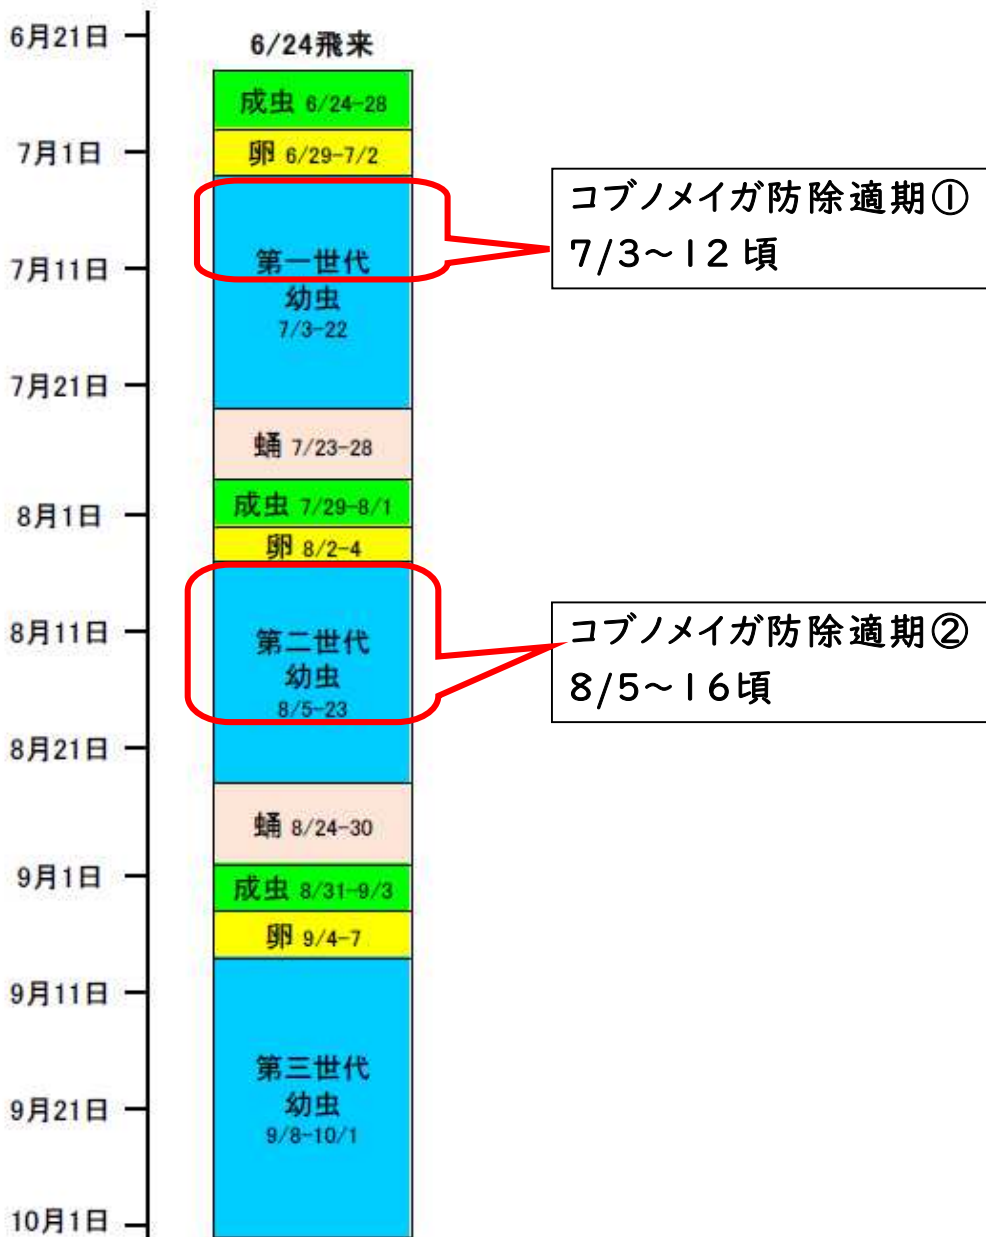 6月21日
7月1日
7月11日
7月21日
8月1日
8月11日
8月21日
9月1日
9月11日
9月21日
10月1日
6/24飛来
成虫 6/24-28
卵 6/29-7/2
第一世代
幼虫
7/3-22
蛹 7/23-28
成虫 7/29-8/1
卵 8/2-4
第二世代
幼虫
8/5-23
蛹 8/24-30
成虫 8/31-9/3
卵 9/4-7
第三世代
幼虫
9/8-10/1
コブノメイガ防除適期①
7/3~12頃
コブノメイガ防除適期②
8/5~16頃